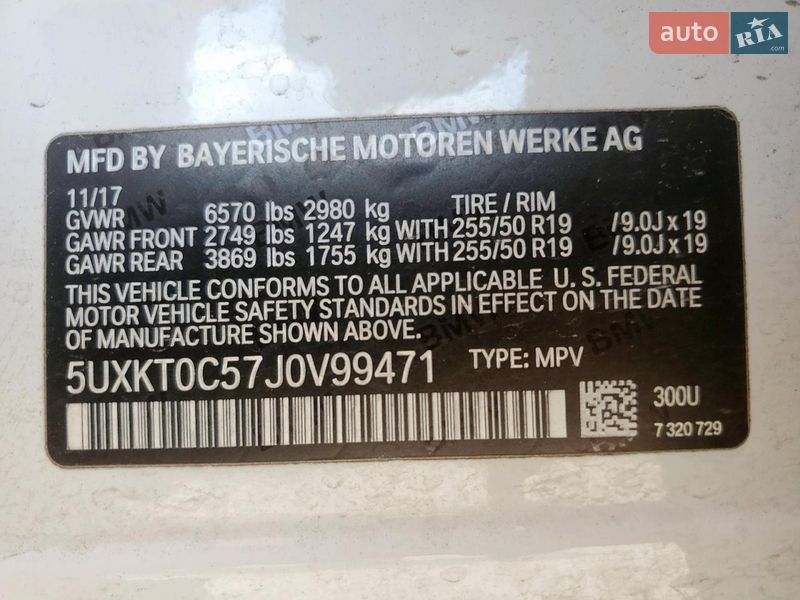 auto RIA .com
MFD BY BAYERISCHE MOTOREN WERKE AG
11/17 TIRE / RIM
GVWR 6570 lbs 2980 kg
GAWR FRONT 2749 lbs 1247 kg WITH 255/50 R19 /9.0J x 19
GAWR REAR 3869 lbs 1755 kg WITH 255/50 R19 /9.0J x 19
THIS VEHICLE CONFORMS TO ALL APPLICABLE U. S. FEDERAL
MOTOR VEHICLE SAFETY STANDARDS IN EFFECT ON THE DATE
OF MANUFACTURE SHOWN ABOVE.
5UXKT0C57J0V99471 TYPE: MPV
300U
7 320 729